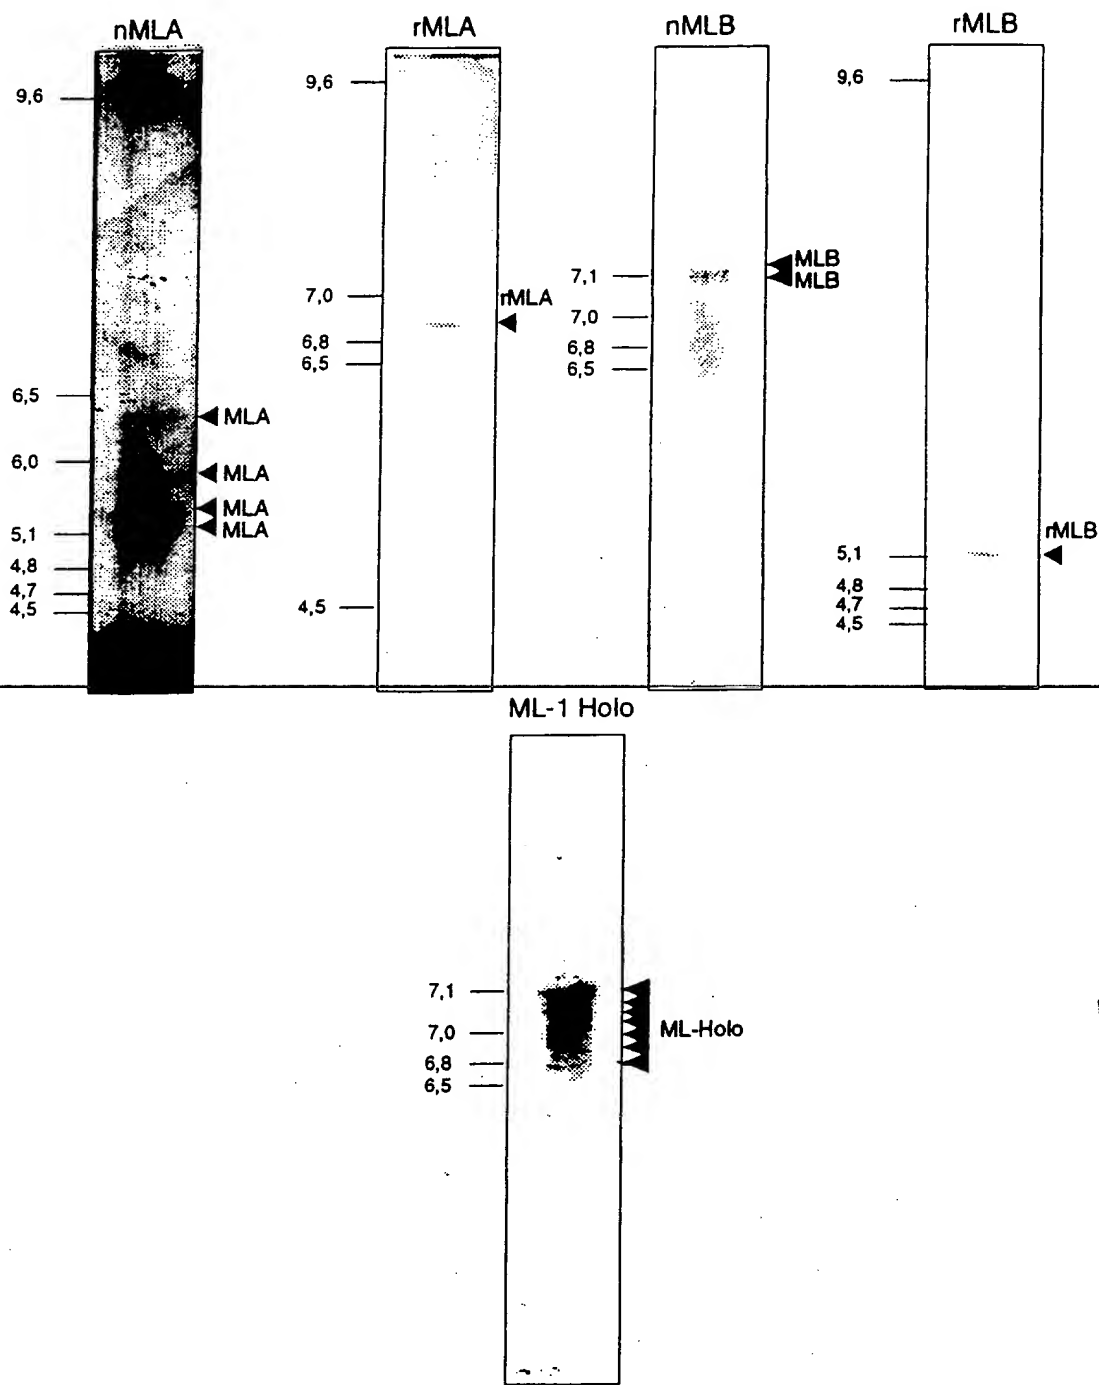 nMLA
9,6
6,5
6,0
5,1
4,8
4,7
4,5
MLA
MLA
MLA
MLA
rMLA
9,6
7,0
6,8
6,5
4,5
rMLA
nMLB
7,1
7,0
6,8
6,5
MLB
MLB
rMLB
9,6
5,1
4,8
4,7
4,5
rMLB
ML-1 Holo
7,1
7,0
6,8
6,5
ML-Holo